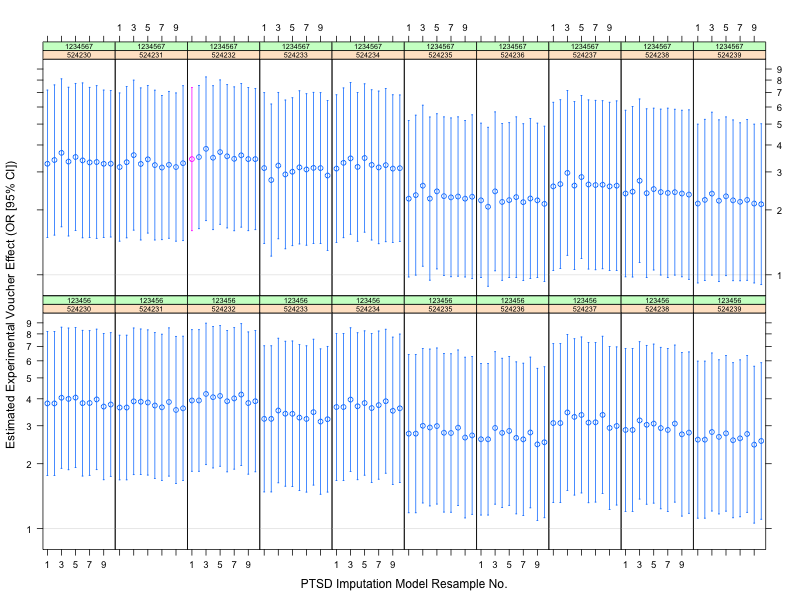 1 3 5 7 9 1 3 5 7 9 1 3 5 7 9 1 3 5 7 9 1 3 5 7 9
1234567 1234567 1234567 1234567 1234567 1234567 1234567 1234567 1234567 1234567
524230 524231 524232 524233 524234 524235 524236 524237 524238 524239
9
8
7
6
5
4
3
2
1
123456 123456 123456 123456 123456 123456 123456 123456 123456 123456
524230 524231 524232 524233 524234 524235 524236 524237 524238 524239
9
8
7
6
5
4
3
2
1
1 3 5 7 9 1 3 5 7 9 1 3 5 7 9 1 3 5 7 9 1 3 5 7 9
PTSD Imputation Model Resample No.
Estimated Experimental Voucher Effect (OR [95% CI])